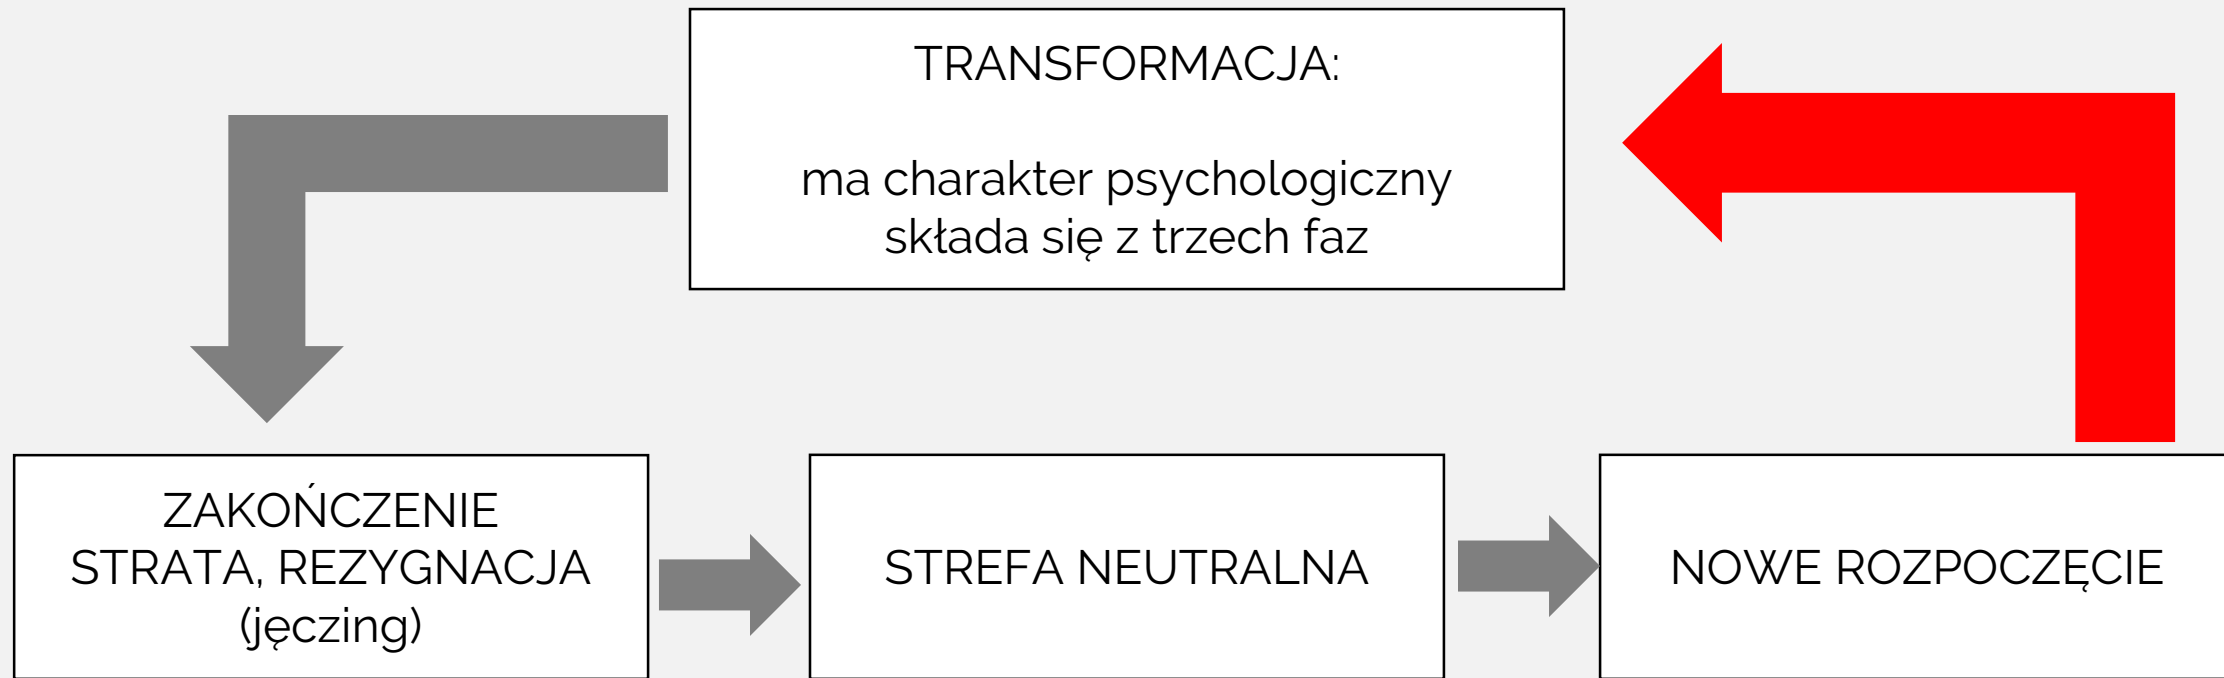 TRANSFORMACJA:
ma charakter psychologiczny
składa się z trzech faz
ZAKOŃCZENIE
STRATA, REZYGNACJA
(jęczing)
STREFA NEUTRALNA
NOWE ROZPOCZĘCIE